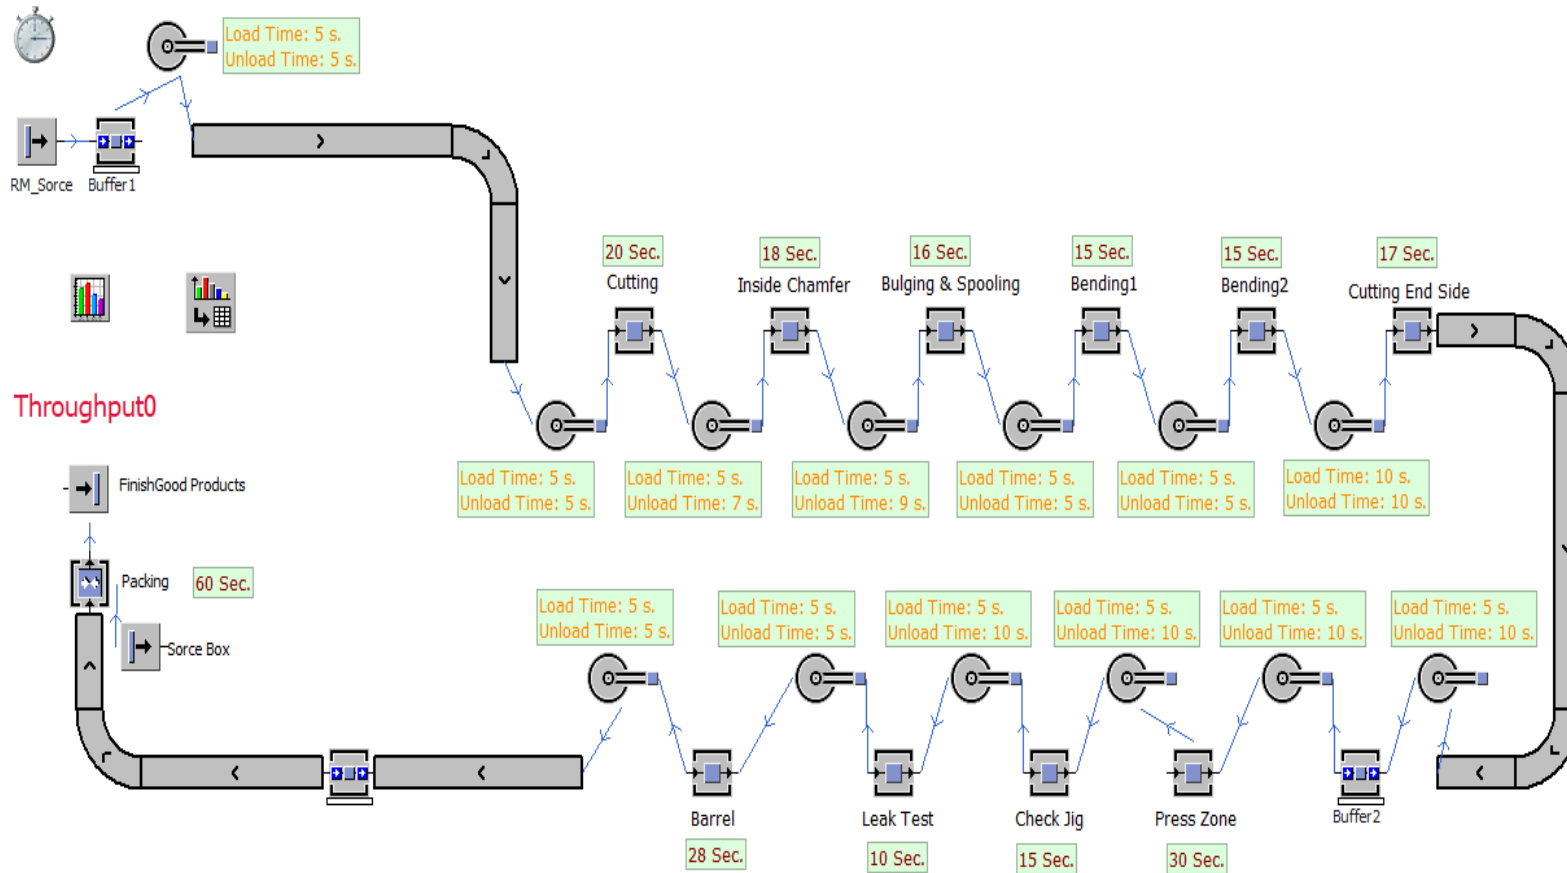 Load Time: 5 s.
Unload Time: 5 s.
RM_Sorce
Buffer1
20 Sec.
Cutting
18 Sec.
Inside Chamfer
16 Sec.
Bulging & Spooling
15 Sec.
Bending1
15 Sec.
Bending2
17 Sec.
Cutting End Side
Throughput0
Load Time: 5 s.
Unload Time: 5 s.
Load Time: 5 s.
Unload Time: 7 s.
Load Time: 5 s.
Unload Time: 9 s.
Load Time: 5 s.
Unload Time: 5 s.
Load Time: 5 s.
Unload Time: 5 s.
Load Time: 10 s.
Unload Time: 10 s.
FinishGood Products
Packing
60 Sec.
Sorce Box
Load Time: 5 s.
Unload Time: 5 s.
Load Time: 5 s.
Unload Time: 5 s.
Load Time: 5 s.
Unload Time: 10 s.
Load Time: 5 s.
Unload Time: 10 s.
Load Time: 5 s.
Unload Time: 10 s.
Load Time: 5 s.
Unload Time: 10 s.
Barrel
28 Sec.
Leak Test
10 Sec.
Check Jig
15 Sec.
Press Zone
30 Sec.
Buffer2